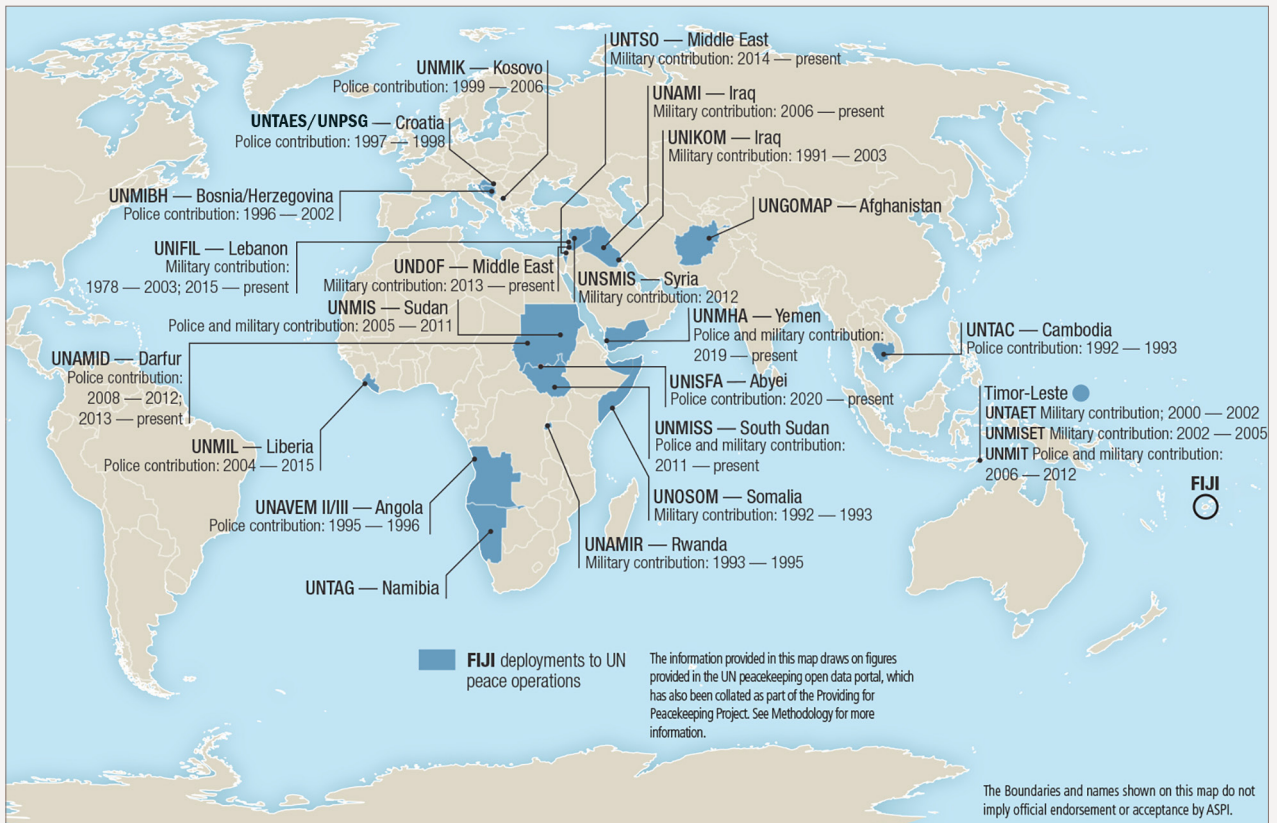 UNTSO — Middle East
Military contribution: 2014 — present
UNMIK — Kosovo
Police contribution: 1999 — 2006
UNAMI — Iraq
Military contribution: 2006 — present
UNTAES/UNPSG — Croatia
Police contribution: 1997 — 1998
UNIKOM — Iraq
Military contribution: 1991 — 2003
UNMIBH — Bosnia/Herzegovina
Police contribution: 1996 — 2002
UNGOMAP — Afghanistan
UNIFIL — Lebanon
Military contribution:
1978 — 2003; 2015 — present
UNDOF — Middle East
Military contribution: 2013 — present
UNSMIS — Syria
Military contribution: 2012
UNMIS — Sudan
Police and military contribution: 2005 — 2011
UNMHA — Yemen
Police and military contribution:
2019 — present
UNTAC — Cambodia
Police contribution: 1992 — 1993
UNAMID — Darfur
Police contribution:
2008 — 2012;
2013 — present
UNISFA — Abyei
Police contribution: 2020 — present
Timor-Leste
UNTAET Military contribution; 2000 — 2002
UNMISET Military contribution: 2002 — 2005
UNMIT Police and military contribution:
2006 — 2012
UNMISS — South Sudan
Police and military contribution:
2011 — present
UNMIL — Liberia
Police contribution: 2004 — 2015
FIJI
UNOSOM — Somalia
Military contribution: 1992 — 1993
UNAVEM II/III — Angola
Police contribution: 1995 — 1996
UNAMIR — Rwanda
Military contribution: 1993 — 1995
UNTAG — Namibia
FIJI deployments to UN
peace operations
The information provided in this map draws on figures
provided in the UN peacekeeping open data portal, which
has also been collated as part of the Providing for
Peacekeeping Project. See Methodology for more
information.
The Boundaries and names shown on this map do not
imply official endorsement or acceptance by ASPI.